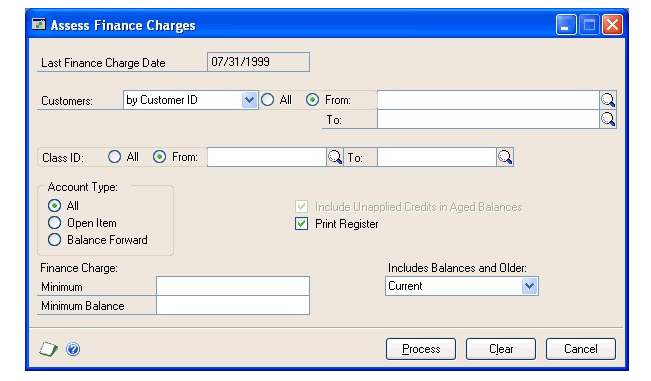 Assess Finance Charges
Last Finance Charge Date 07/31/1999
Customers: by Customer ID All From:
To:
Class ID: All From: To:
Account Type:
All
Include Unapplied Credits in Aged Balances
Open Item
Print Register
Balance Forward
Finance Charge:
Includes Balances and Older:
Minimum
Current
Minimum Balance
Process Clear Cancel